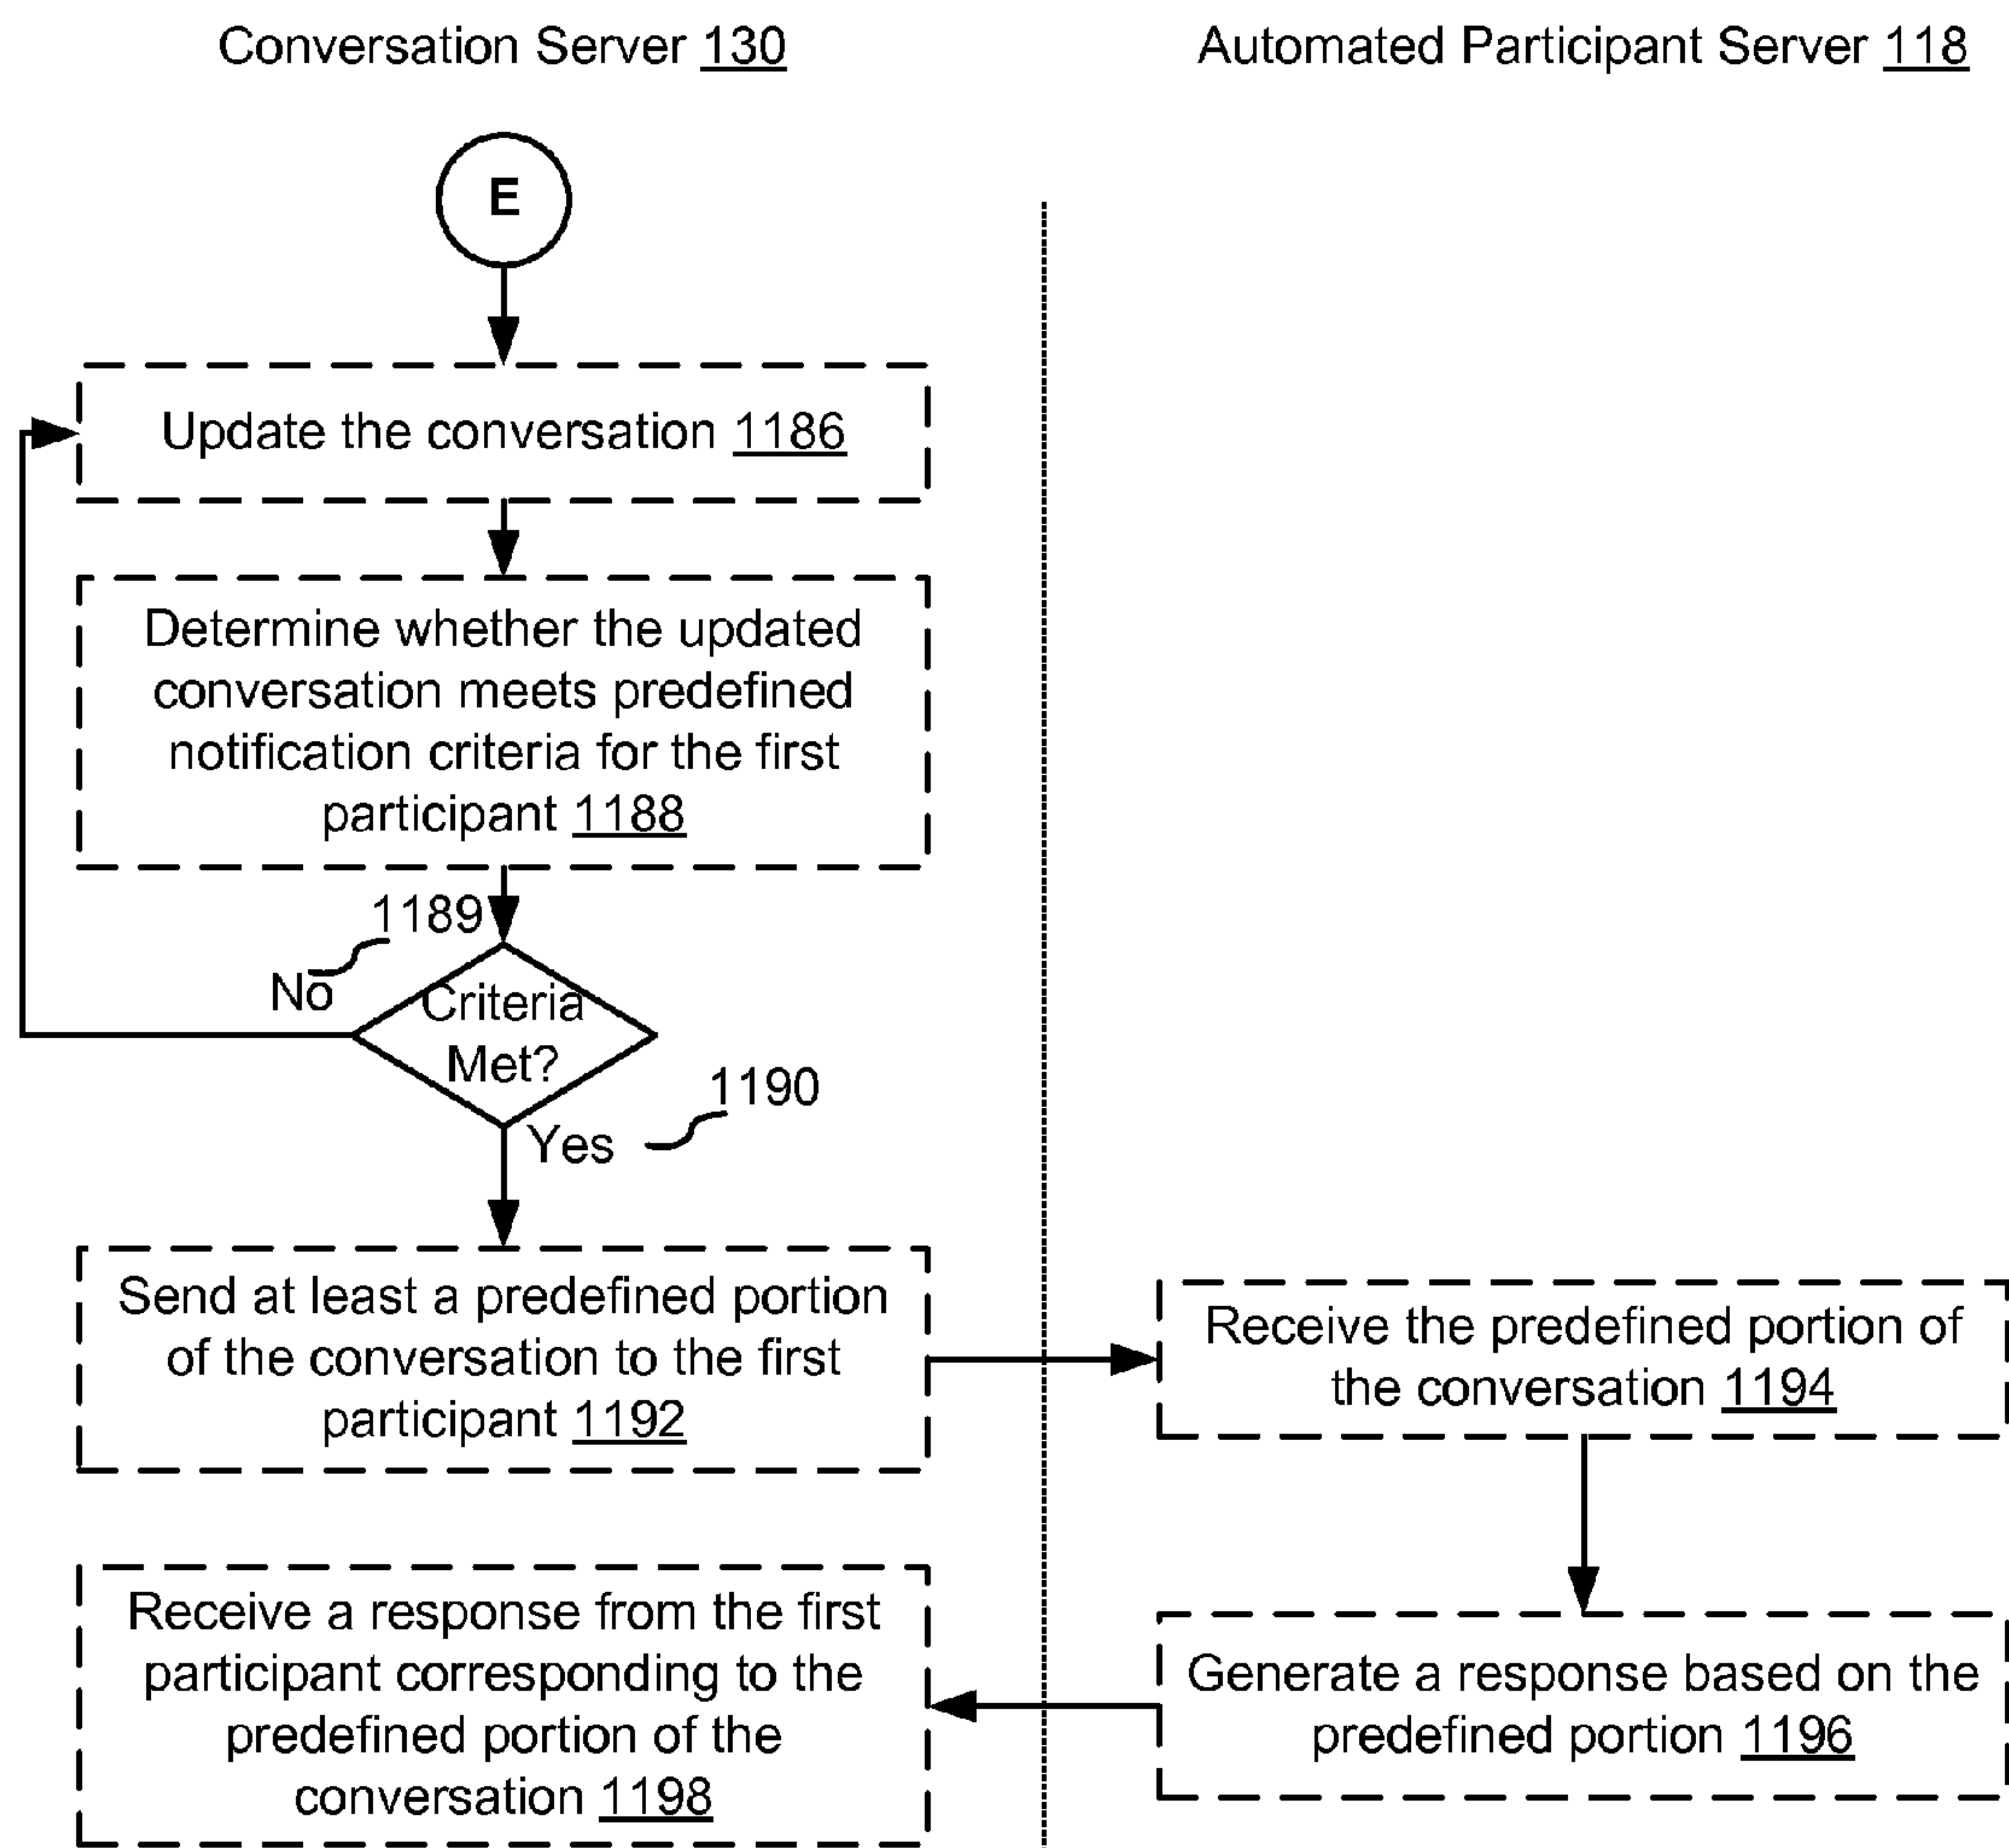 Conversation Server 130
Automated Participant Server 118
E
Update the conversation 1186
Determine whether the updated
conversation meets predefined
notification criteria for the first
participant 1188
1189
No
Criteria
Met?
1190
Yes
Send at least a predefined portion
of the conversation to the first
participant 1192
Receive the predefined portion of
the conversation 1194
Generate a response based on the
predefined portion 1196
Receive a response from the first
participant corresponding to the
predefined portion of the
conversation 1198